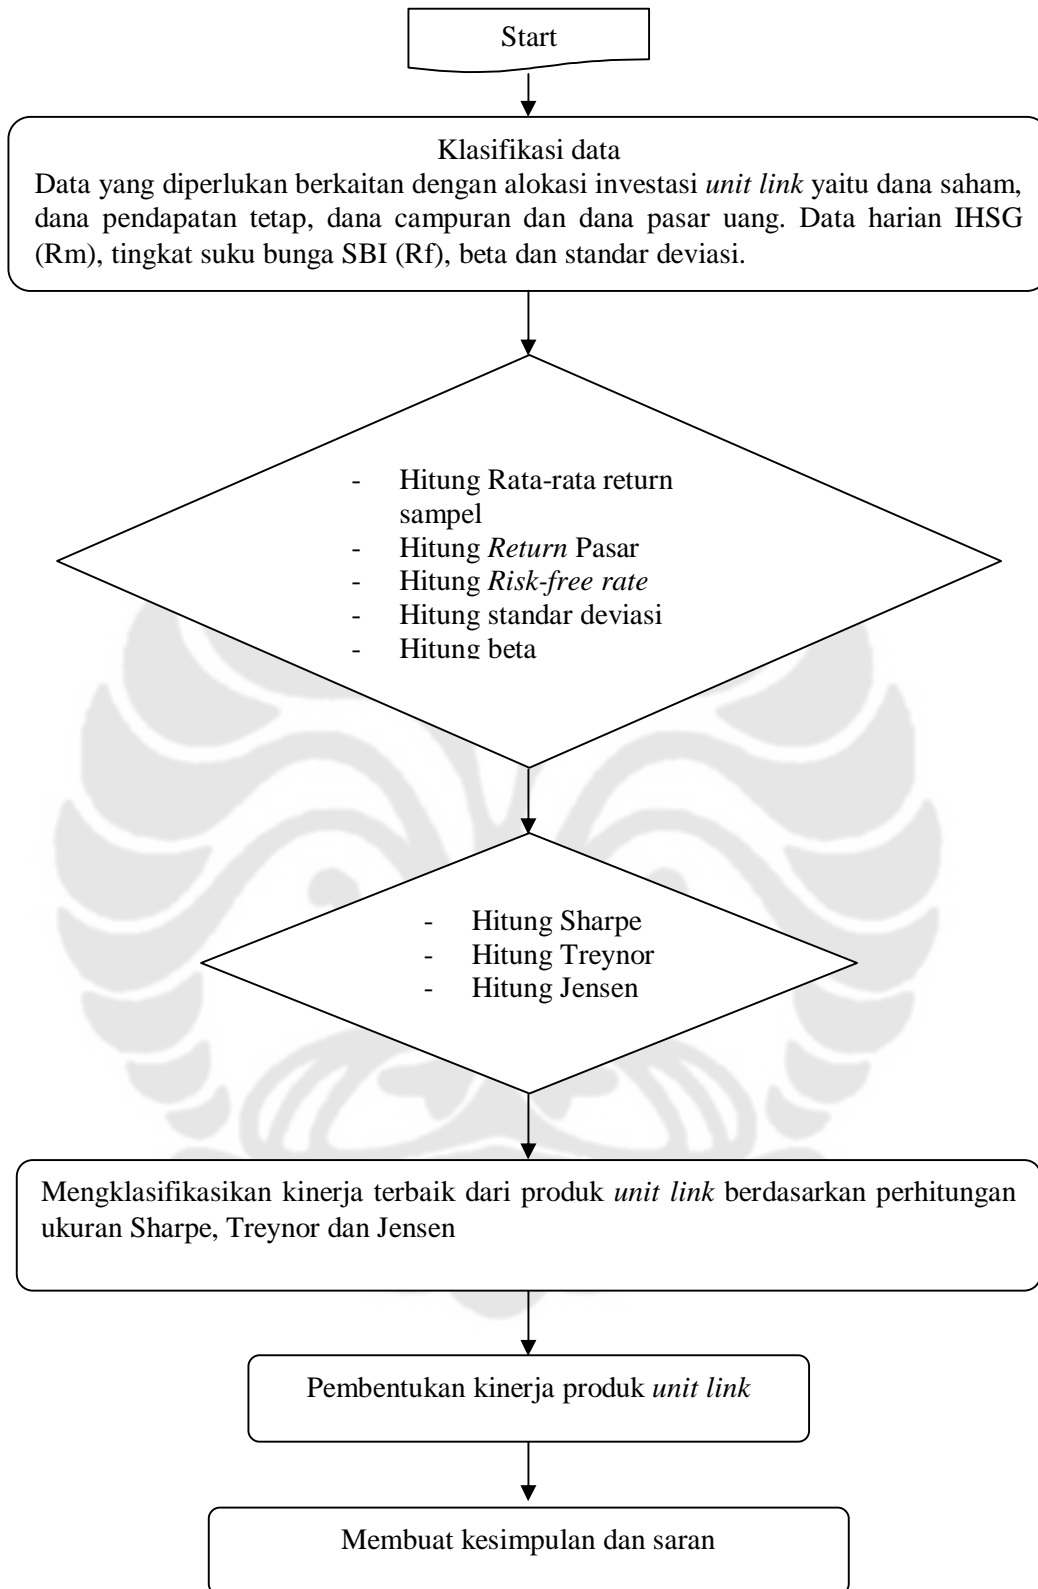 Start
Klasifikasi data
Data yang diperlukan berkaitan dengan alokasi investasi unit link yaitu dana saham,
dana pendapatan tetap, dana campuran dan dana pasar uang. Data harian IHSG
(Rm), tingkat suku bunga SBI (Rf), beta dan standar deviasi.
- Hitung Rata-rata return
sampel
- Hitung Return Pasar
- Hitung Risk-free rate
- Hitung standar deviasi
- Hitung beta
- Hitung Sharpe
- Hitung Treynor
- Hitung Jensen
Mengklasifikasikan kinerja terbaik dari produk unit link berdasarkan perhitungan
ukuran Sharpe, Treynor dan Jensen
Pembentukan kinerja produk unit link
Membuat kesimpulan dan saran